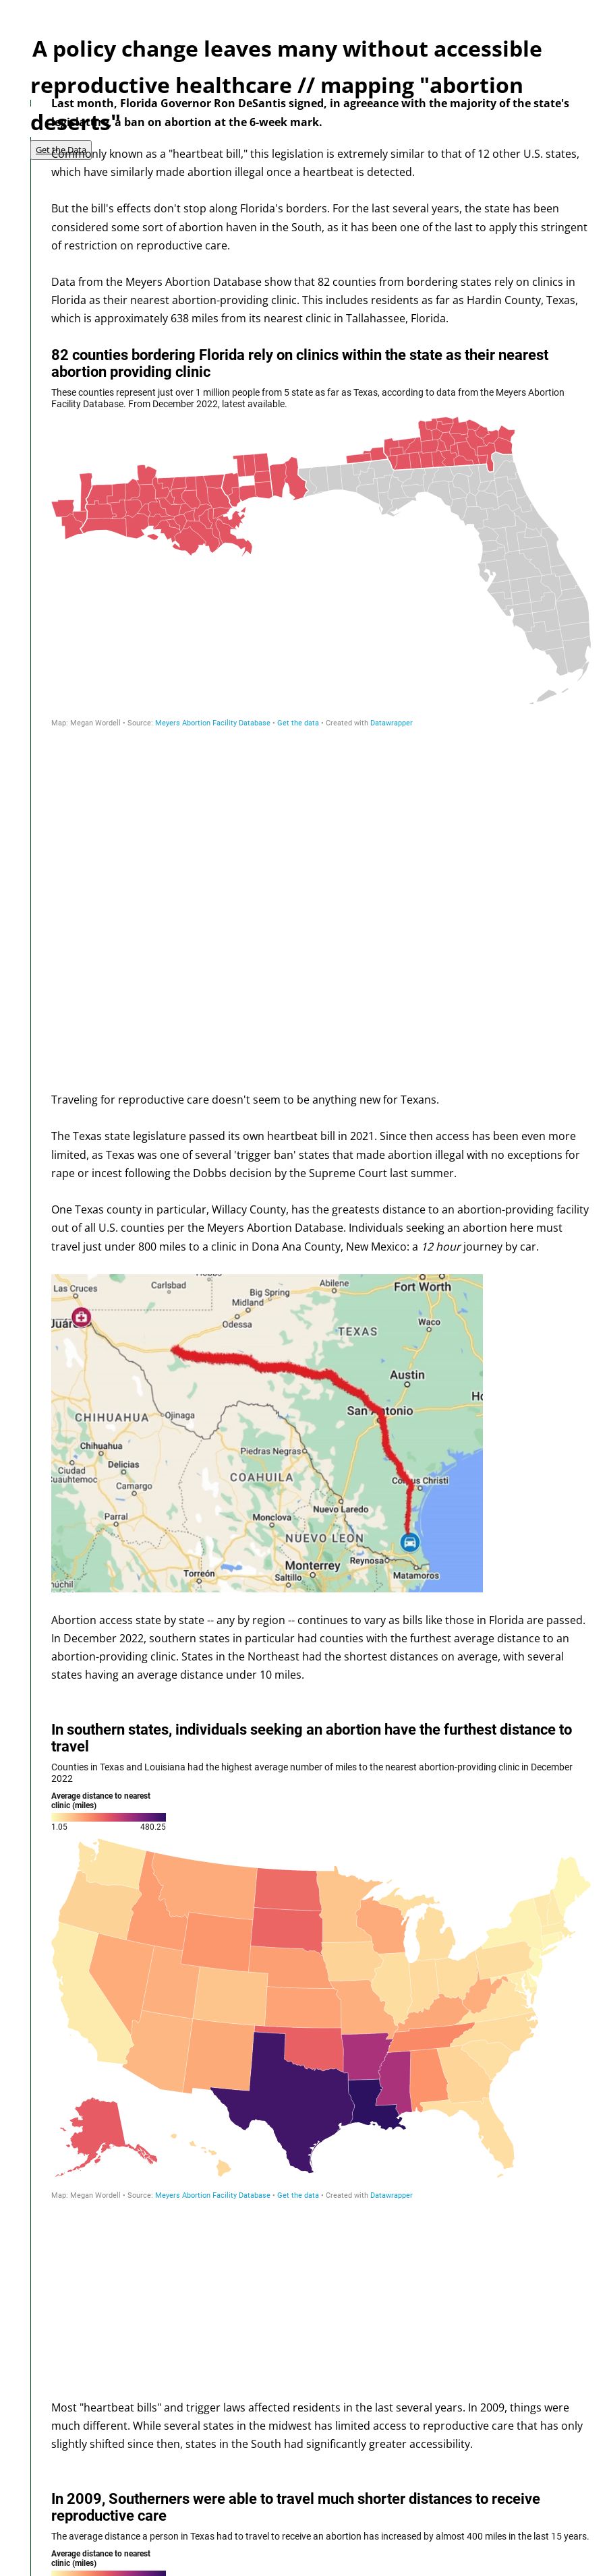 A policy change leaves many without accessible
reproductive healthcare // mapping "abortion
deserts"
Last month, Florida Governor Ron DeSantis signed, in agreeance with the majority of the state's
a ban on abortion at the 6-week mark.
Get the Data
Commonly known as a "heartbeat bill," this legislation is extremely similar to that of 12 other U.S. states,
which have similarly made abortion illegal once a heartbeat is detected.
But the bill's effects don't stop along Florida's borders. For the last several years, the state has been
considered some sort of abortion haven in the South, as it has been one of the last to apply this stringent
of restriction on reproductive care.
Data from the Meyers Abortion Database show that 82 counties from bordering states rely on clinics in
Florida as their nearest abortion-providing clinic. This includes residents as far as Hardin County, Texas,
which is approximately 638 miles from its nearest clinic in Tallahassee, Florida.
82 counties bordering Florida rely on clinics within the state as their nearest
abortion providing clinic
These counties represent just over 1 million people from 5 state as far as Texas, according to data from the Meyers Abortion
Facility Database. From December 2022, latest available.
Map: Megan Wordell • Source: Meyers Abortion Facility Database • Get the data • Created with Datawrapper
Traveling for reproductive care doesn't seem to be anything new for Texans.
The Texas state legislature passed its own heartbeat bill in 2021. Since then access has been even more
limited, as Texas was one of several 'trigger ban' states that made abortion illegal with no exceptions for
rape or incest following the Dobbs decision by the Supreme Court last summer.
One Texas county in particular, Willacy County, has the greatests distance to an abortion-providing facility
out of all U.S. counties per the Meyers Abortion Database. Individuals seeking an abortion here must
travel just under 800 miles to a clinic in Dona Ana County, New Mexico: a 12 hour journey by car.
Las Cruces
Carlsbad
Big Spring
Abilene
Fort Worth
Midland
Odessa
Juárez
TEXAS
Waco
Austin
San Antonio
CHIHUAHUA
Ojinaga
Chihuahua
Piedras Negras
Ciudad
Cuauhtemoc
Delicias
COAHUILA
Corpus Christi
Camargo
Nuevo Laredo
Parral
Monclova
NUEVO LEON
Monterrey
Reynosa
Torreón
Saltillo
Matamoros
Abortion access state by state -- any by region -- continues to vary as bills like those in Florida are passed.
In December 2022, southern states in particular had counties with the furthest average distance to an
abortion-providing clinic. States in the Northeast had the shortest distances on average, with several
states having an average distance under 10 miles.
In southern states, individuals seeking an abortion have the furthest distance to
travel
Counties in Texas and Louisiana had the highest average number of miles to the nearest abortion-providing clinic in December
2022
Average distance to nearest
clinic (miles)
1.05 480.25
Map: Megan Wordell • Source: Meyers Abortion Facility Database • Get the data • Created with Datawrapper
Most "heartbeat bills" and trigger laws affected residents in the last several years. In 2009, things were
much different. While several states in the midwest has limited access to reproductive care that has only
slightly shifted since then, states in the South had significantly greater accessibility.
In 2009, Southerners were able to travel much shorter distances to receive
reproductive care
The average distance a person in Texas had to travel to receive an abortion has increased by almost 400 miles in the last 15 years.
Average distance to nearest
clinic (miles)